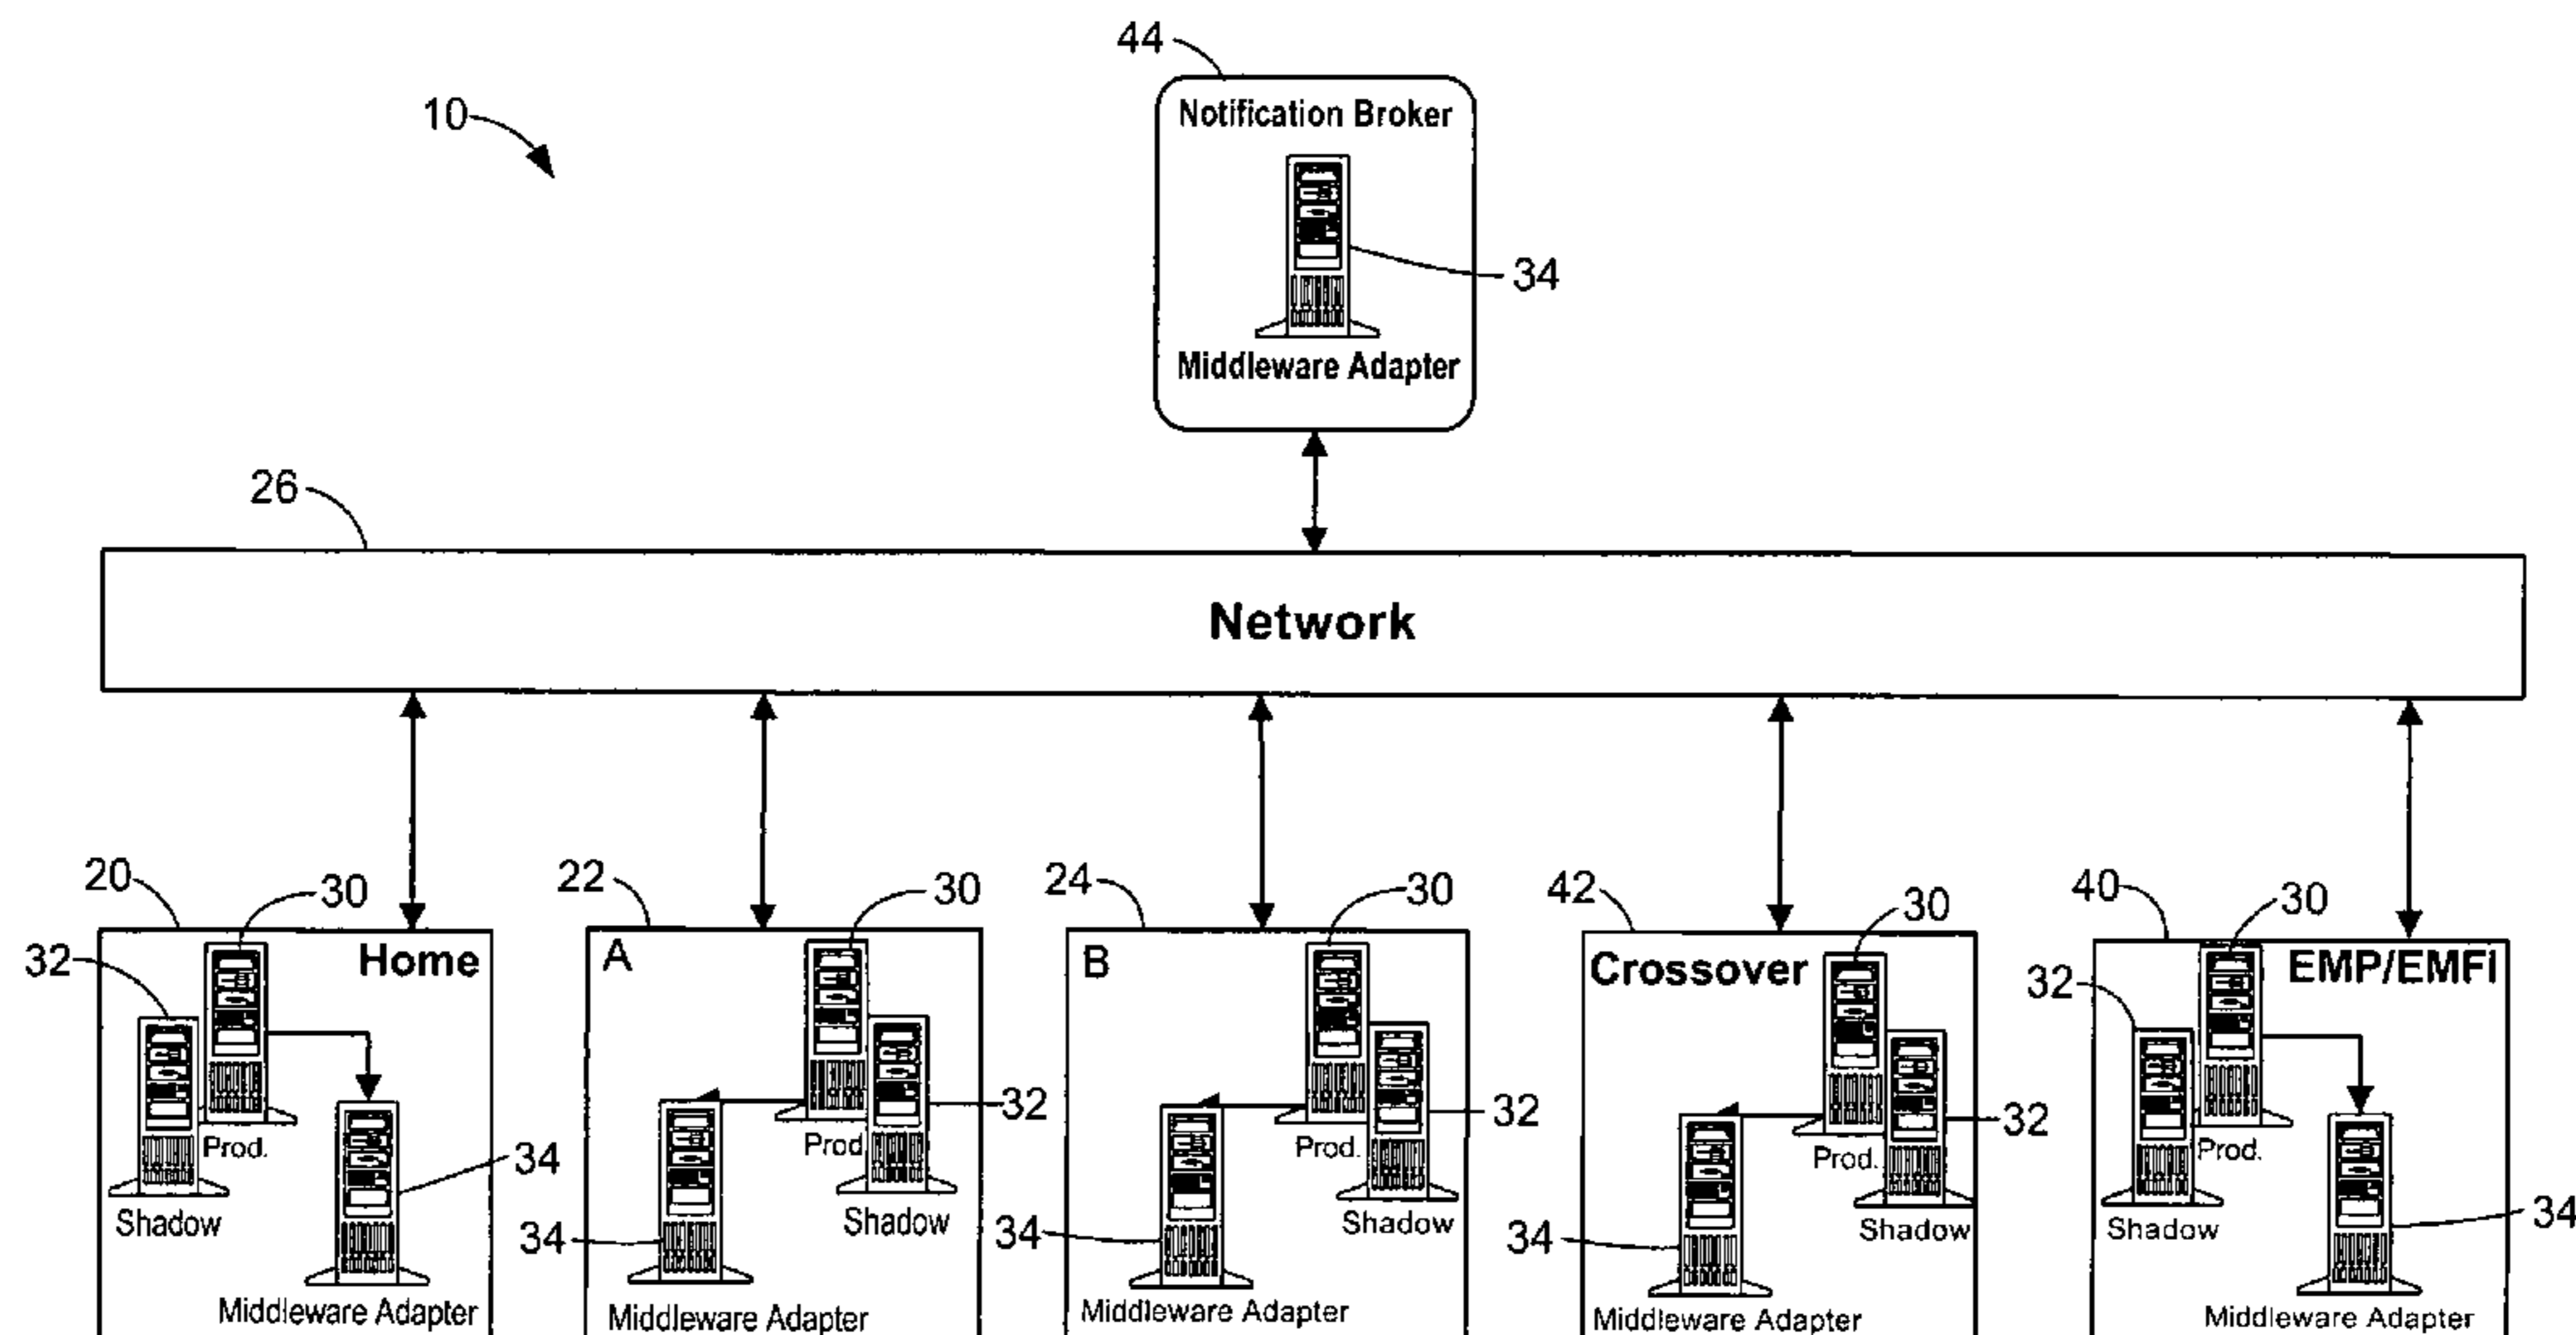 44
10
Notification Broker
34
Middleware Adapter
26
Network
20
30
22
30
24
30
42
30
40
30
32
Home
A
B
Crossover
32
EMP/EMFI
32
32
32
Prod.
34
Prod
Prod.
Prod.
Prod.
Shadow
34
Shadow
34
Shadow
34
Shadow
Shadow
34
Middleware Adapter
Middleware Adapter
Middleware Adapter
Middleware Adapter
Middleware Adapter